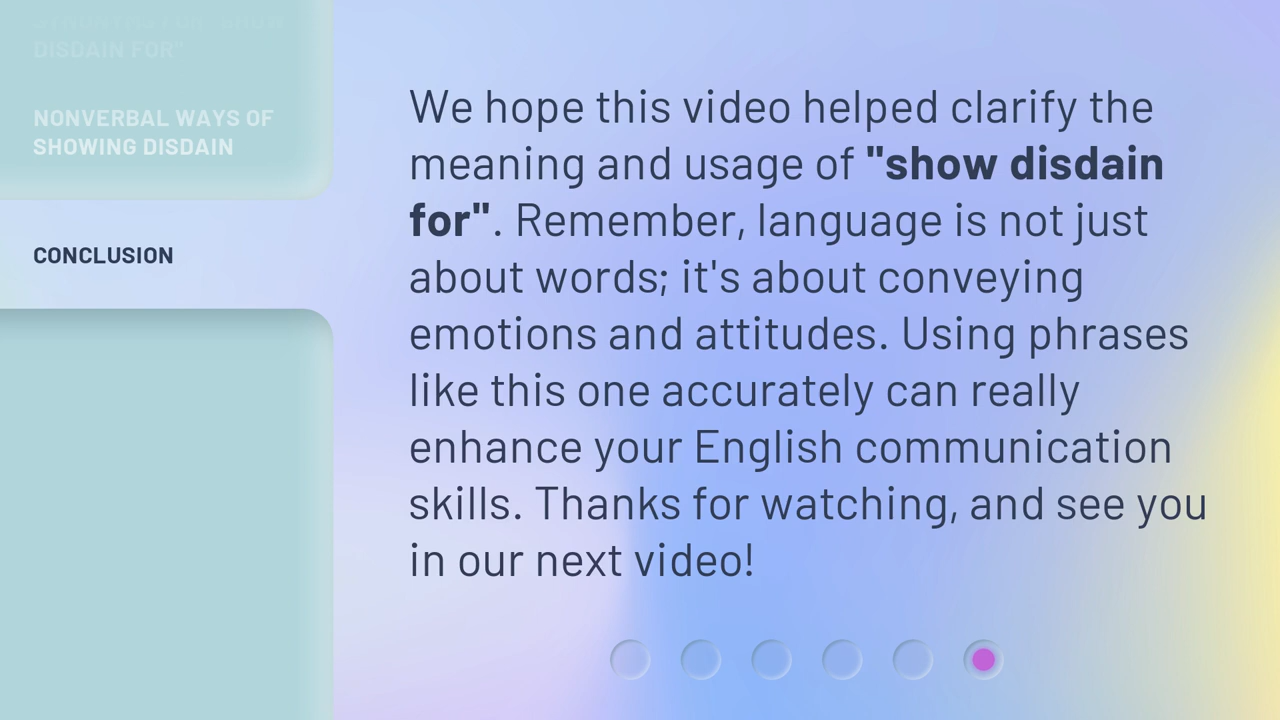 DISDAIN FOR"
NONVERBAL WAYS OF
SHOWING DISDAIN
CONCLUSION
We hope this video helped clarify the
meaning and usage of "show disdain
for". Remember, language is not just
about words; it's about conveying
emotions and attitudes. Using phrases
like this one accurately can really
enhance your English communication
skills. Thanks for watching, and see you
in our next video!